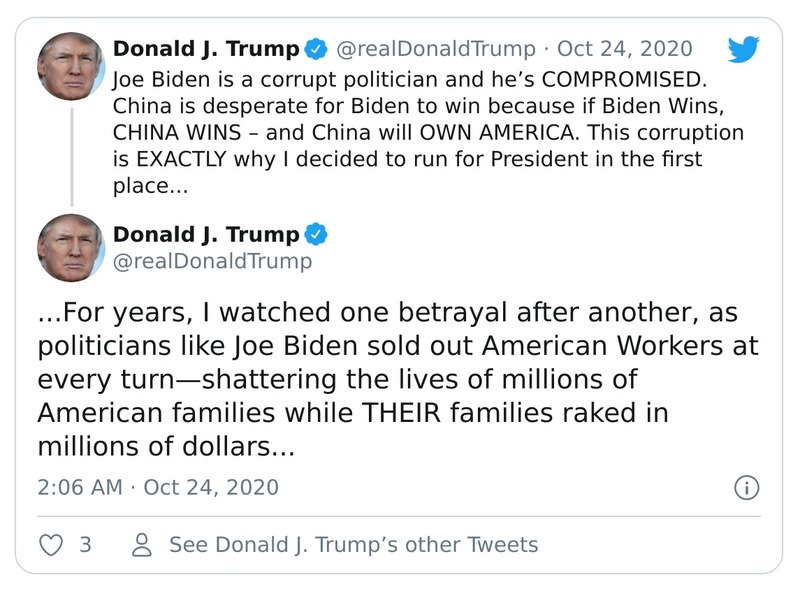 Donald J. Trump @realDonaldTrump · Oct 24, 2020
Joe Biden is a corrupt politician and he’s COMPROMISED.
China is desperate for Biden to win because if Biden Wins,
CHINA WINS – and China will OWN AMERICA. This corruption
is EXACTLY why I decided to run for President in the first
place...
Donald J. Trump
@realDonaldTrump
...For years, I watched one betrayal after another, as
politicians like Joe Biden sold out American Workers at
every turn—shattering the lives of millions of
American families while THEIR families raked in
millions of dollars...
2:06 AM · Oct 24, 2020
3 See Donald J. Trump’s other Tweets